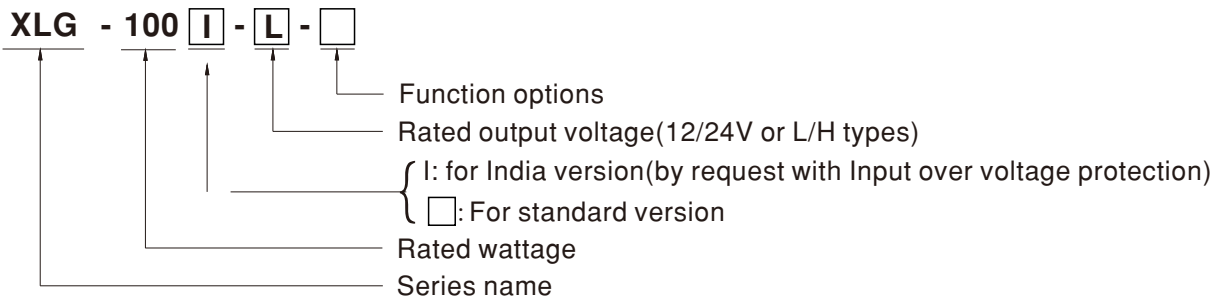 XLG - 100 I - L - □
Function options
Rated output voltage(12/24V or L/H types)
I: for India version(by request with Input over voltage protection)
□: For standard version
Rated wattage
Series name